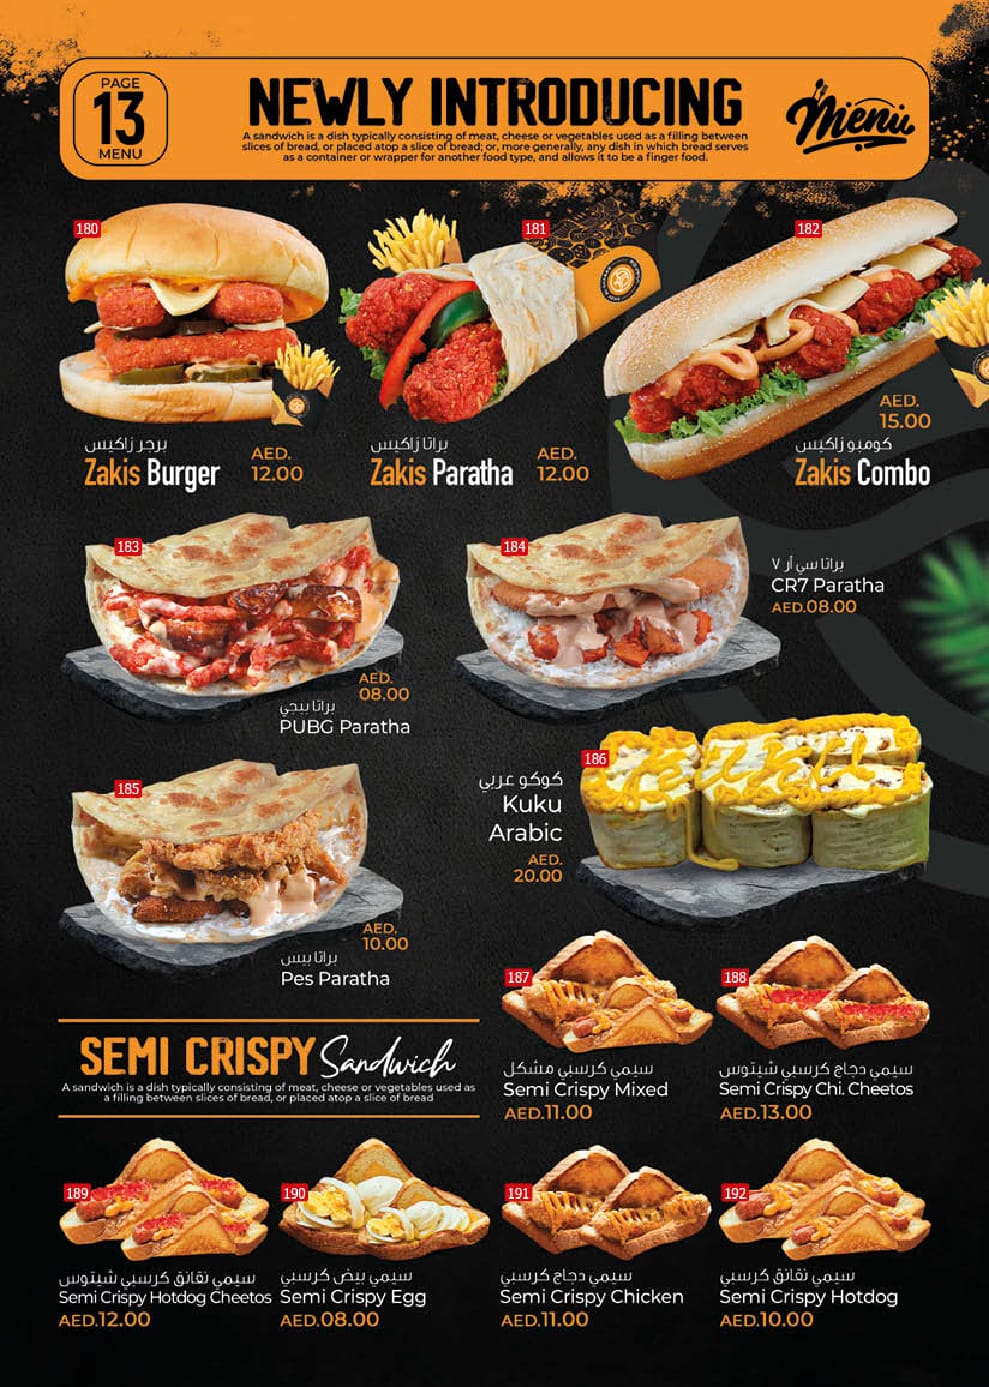 PAGE
13
MENU
NEWLY INTRODUCING
A sandwich is a dish typically consisting of meat, cheese or vegetables used as a filling between
slices of bread, or placed atop a slice of bread; or, more generally, any dish in which bread serves
as a container or wrapper for another food type, and allows it to be a finger food.
Menu
180
برجر زاكيس
Zakis Burger
AED.
12.00
181
براتا زاكيس
Zakis Paratha
AED.
12.00
182
AED.
15.00
كومبو زاكيس
Zakis Combo
183
AED.
08.00
براتا ببجي
PUBG Paratha
184
براتا سي أر ٧
CR7 Paratha
AED.08.00
185
AED.
10.00
براتا بيس
Pes Paratha
186
كوكو عربي
Kuku
Arabic
AED.
20.00
SEMI CRISPY Sandwich
A sandwich is a dish typically consisting of meat, cheese or vegetables used as
a filling between slices of bread, or placed atop a slice of bread
187
سيمي كرسبي مشكل
Semi Crispy Mixed
AED.11.00
188
سيمي دجاج كرسبي شيتوس
Semi Crispy Chi. Cheetos
AED.13.00
189
سيمي نقانق كرسبي شيتوس
Semi Crispy Hotdog Cheetos
AED.12.00
190
سيمي بيض كرسبي
Semi Crispy Egg
AED.08.00
191
سيمي دجاج كرسبي
Semi Crispy Chicken
AED.11.00
192
سيمي نقانق كرسبي
Semi Crispy Hotdog
AED.10.00